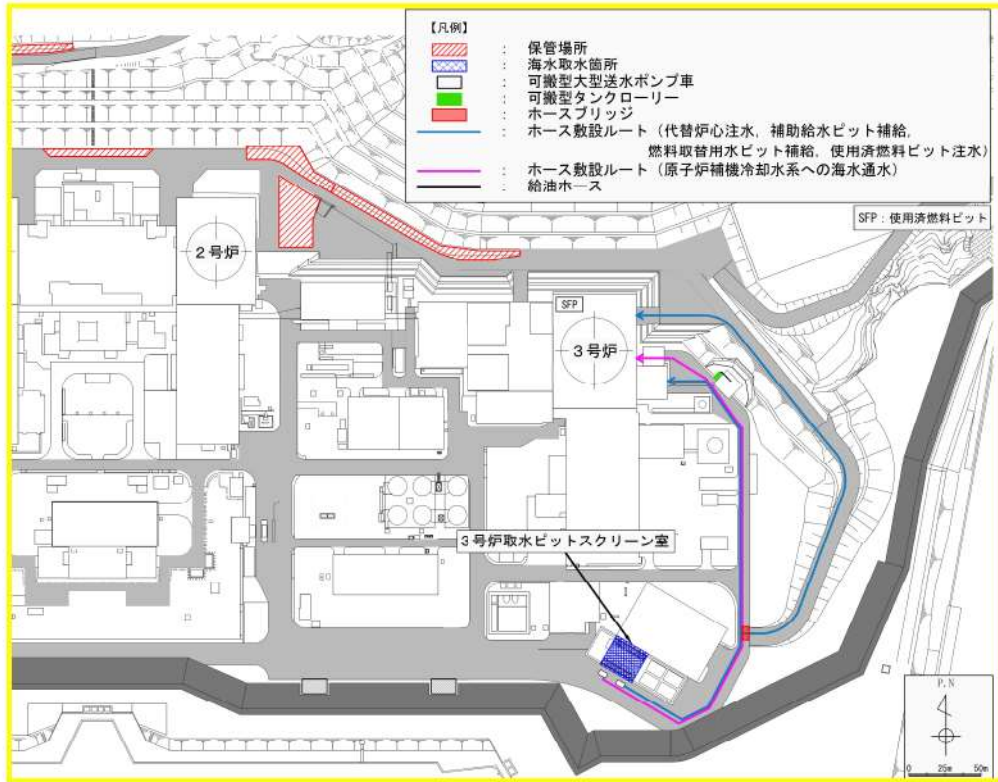 【凡例】
: 保管場所
: 海水取水箇所
: 可搬型大型送水ポンプ車
: 可搬型タンクローリー
: ホースブリッジ
: ホース敷設ルート（代替炉心注水，補助給水ピット補給，
燃料取替用水ピット補給，使用済燃料ピット注水）
: ホース敷設ルート（原子炉補機冷却水系への海水通水）
: 給油ホース
SFP：使用済燃料ピット
２号炉
SFP
３号炉
３号炉取水ピットスクリーン室
P.N
0 25m 50m